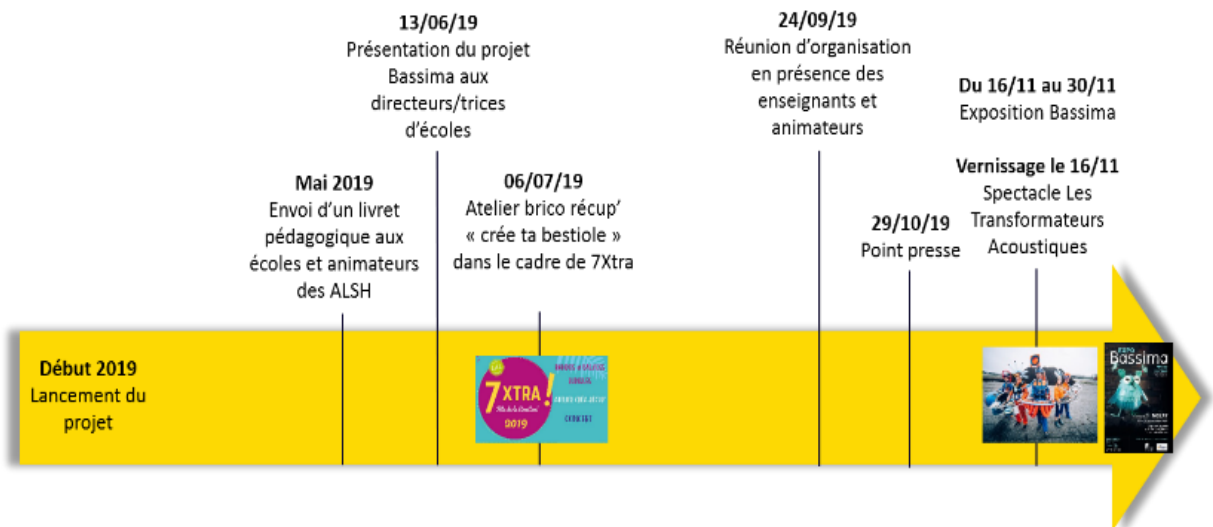 Début 2019
Lancement du
projet
Mai 2019
Envoi d'un livret
pédagogique aux
écoles et animateurs
des ALSH
13/06/19
Présentation du projet
Bassima aux
directeurs/trices
d'écoles
06/07/19
Atelier brico récup'
« crée ta bestiole »
dans le cadre de 7Xtra
7XTRA !
2019
24/09/19
Réunion d'organisation
en présence des
enseignants et
animateurs
29/10/19
Point presse
Du 16/11 au 30/11
Exposition Bassima
Vernissage le 16/11
Spectacle Les
Transformateurs
Acoustiques
Bassima